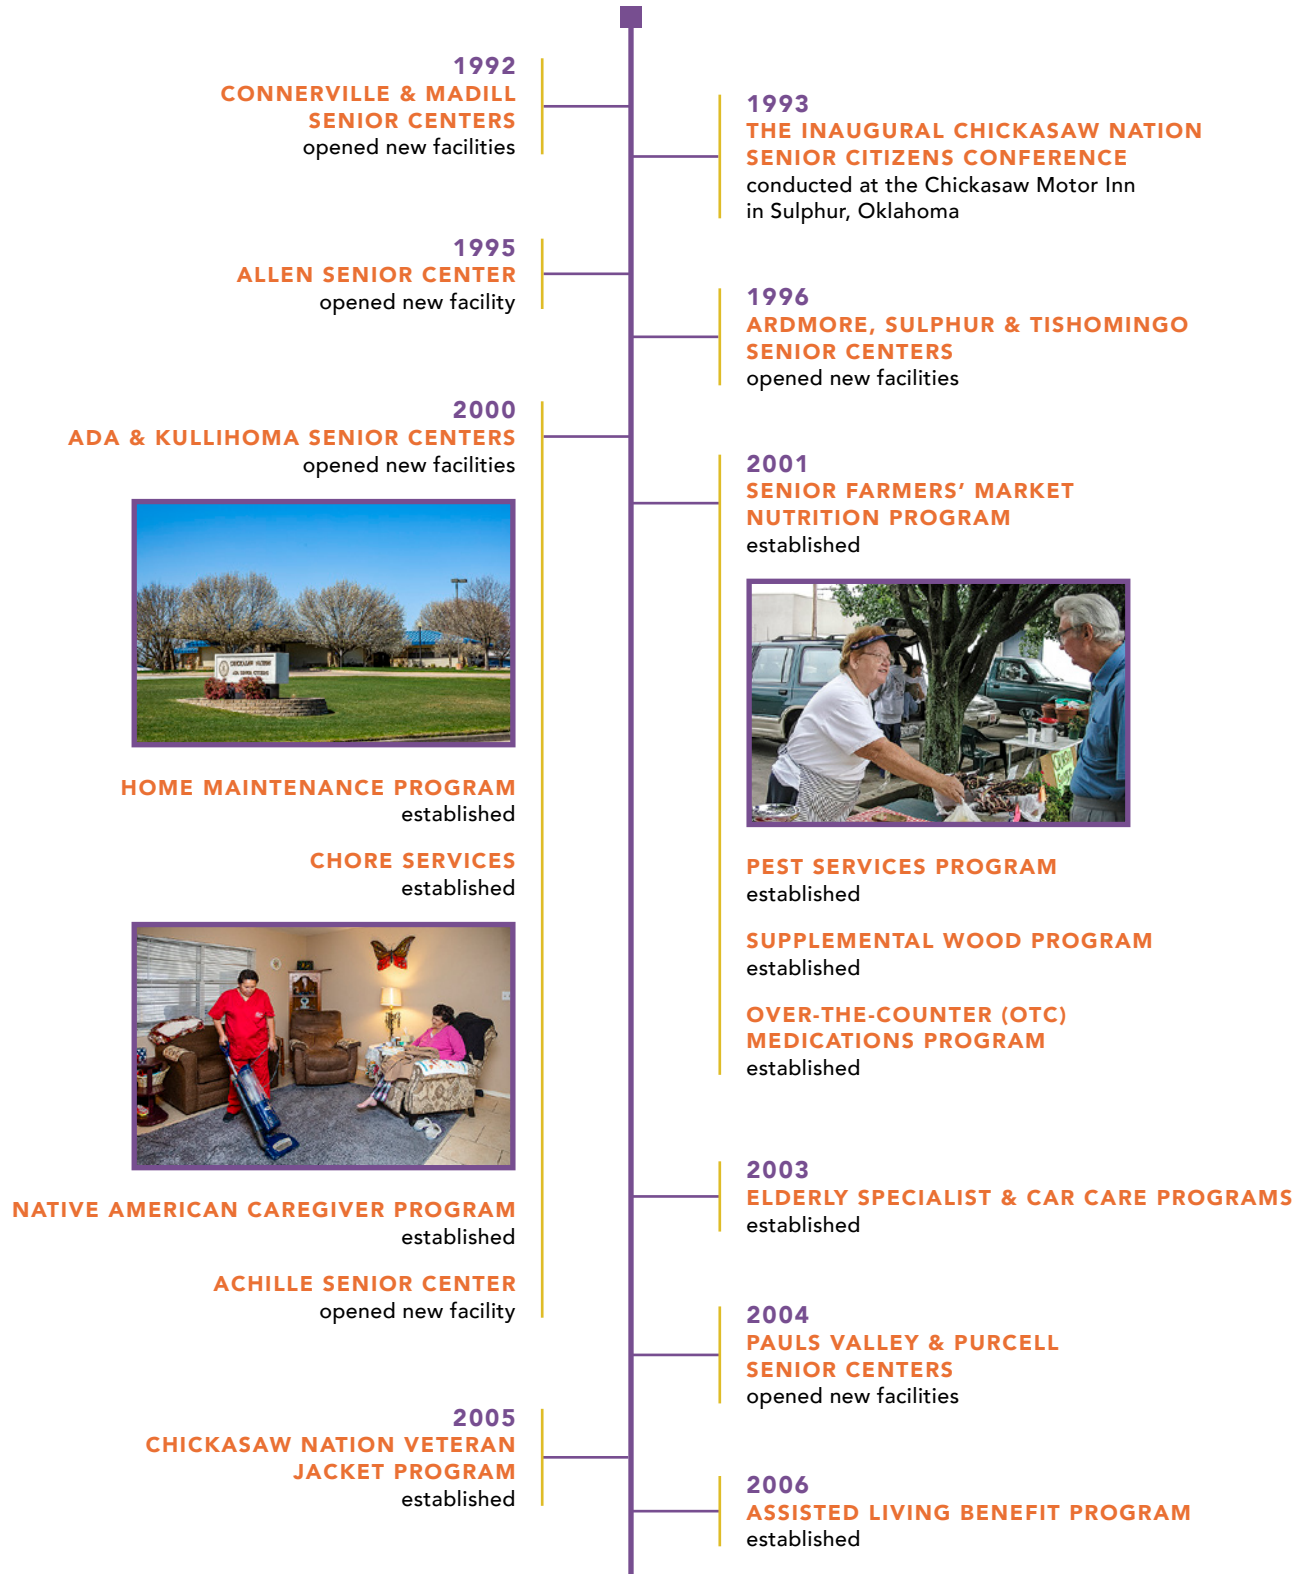 1992
CONNERVILLE & MADILL
SENIOR CENTERS
opened new facilities
1993
THE INAUGURAL CHICKASAW NATION
SENIOR CITIZENS CONFERENCE
conducted at the Chickasaw Motor Inn
in Sulphur, Oklahoma
1995
ALLEN SENIOR CENTER
opened new facility
1996
ARDMORE, SULPHUR & TISHOMINGO
SENIOR CENTERS
opened new facilities
2000
ADA & KULLIHOMA SENIOR CENTERS
opened new facilities
CHICKASAW NATION
ADA SENIOR CITIZENS
HOME MAINTENANCE PROGRAM
established
CHORE SERVICES
established
NATIVE AMERICAN CAREGIVER PROGRAM
established
ACHILLE SENIOR CENTER
opened new facility
2001
SENIOR FARMERS’ MARKET
NUTRITION PROGRAM
established
PEST SERVICES PROGRAM
established
SUPPLEMENTAL WOOD PROGRAM
established
OVER-THE-COUNTER (OTC)
MEDICATIONS PROGRAM
established
2003
ELDERLY SPECIALIST & CAR CARE PROGRAMS
established
2004
PAULS VALLEY & PURCELL
SENIOR CENTERS
opened new facilities
2005
CHICKASAW NATION VETERAN
JACKET PROGRAM
established
2006
ASSISTED LIVING BENEFIT PROGRAM
established